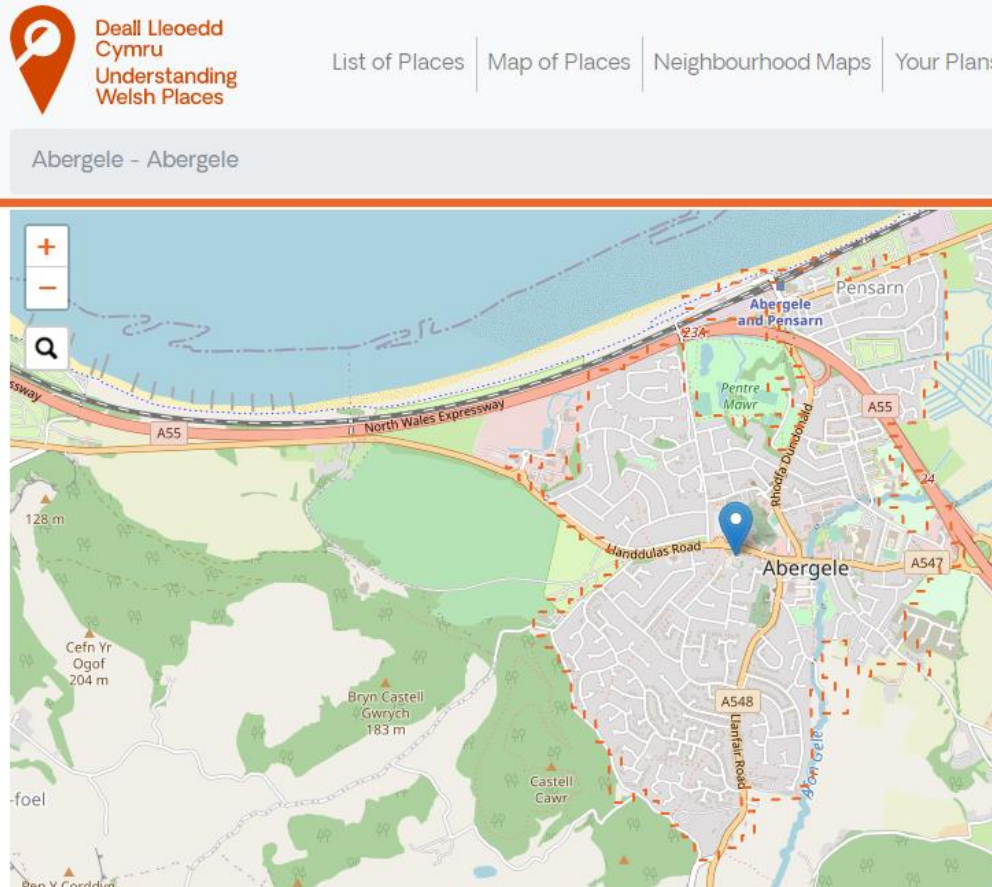 Deall Lleoedd
Cymru
Understanding
Welsh Places
List of Places
Map of Places
Neighbourhood Maps
Your Plans
Abergele - Abergele
+
−
Pensarn
Abergele
and Pensarn
23A
Pentre
Mawr
A55
North Wales Expressway
A55
Rhodfa Dundonald
24
128 m
Llanddulas Road
Abergele
A547
Cefn Yr
Ogof
204 m
Bryn Castell
Gwrych
183 m
A548
Llanfair Road
Afon Gele
Castell
Cawr
-foel
Pen Y Corddyn